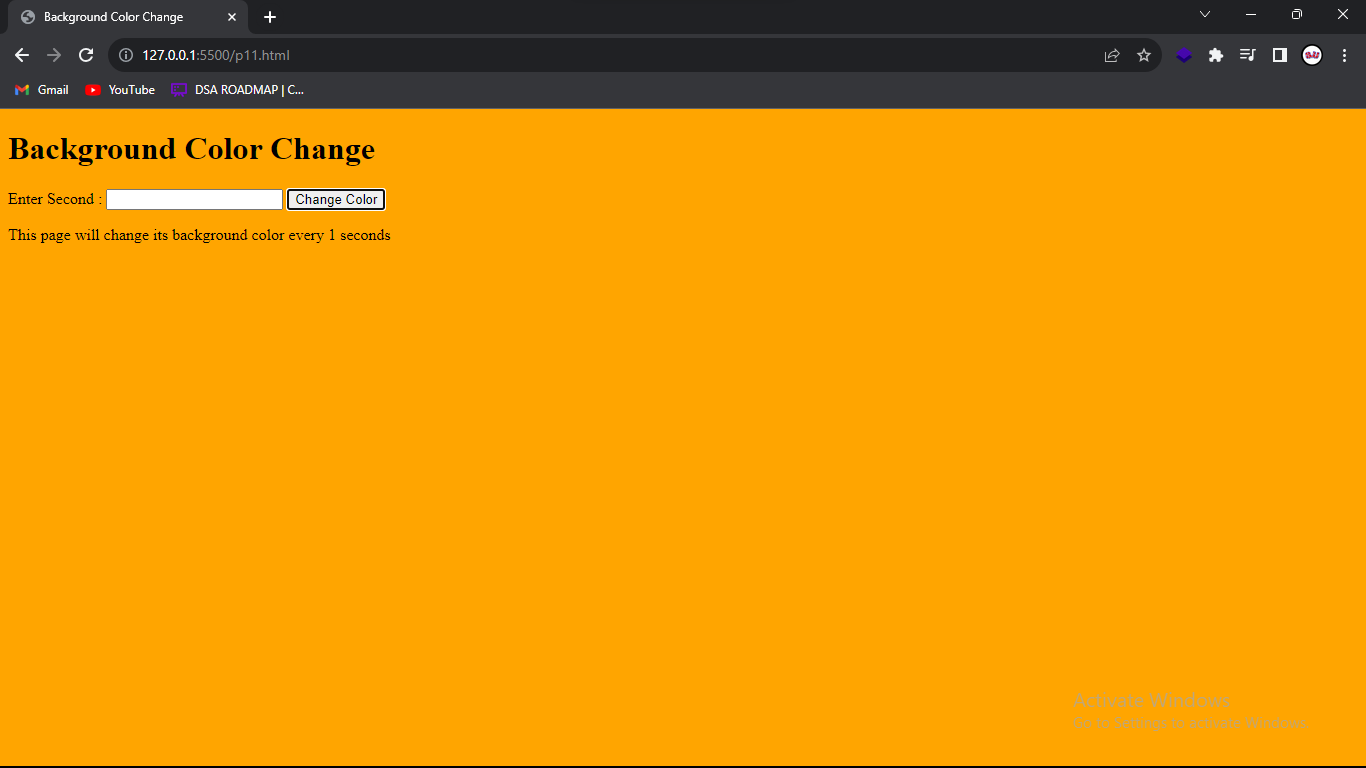 Background Color Change
127.0.0.1:5500/p11.html
Gmail YouTube DSA ROADMAP | C...
Background Color Change
Enter Second : Change Color
This page will change its background color every 1 seconds
Activate Windows
Go to Settings to activate Windows.